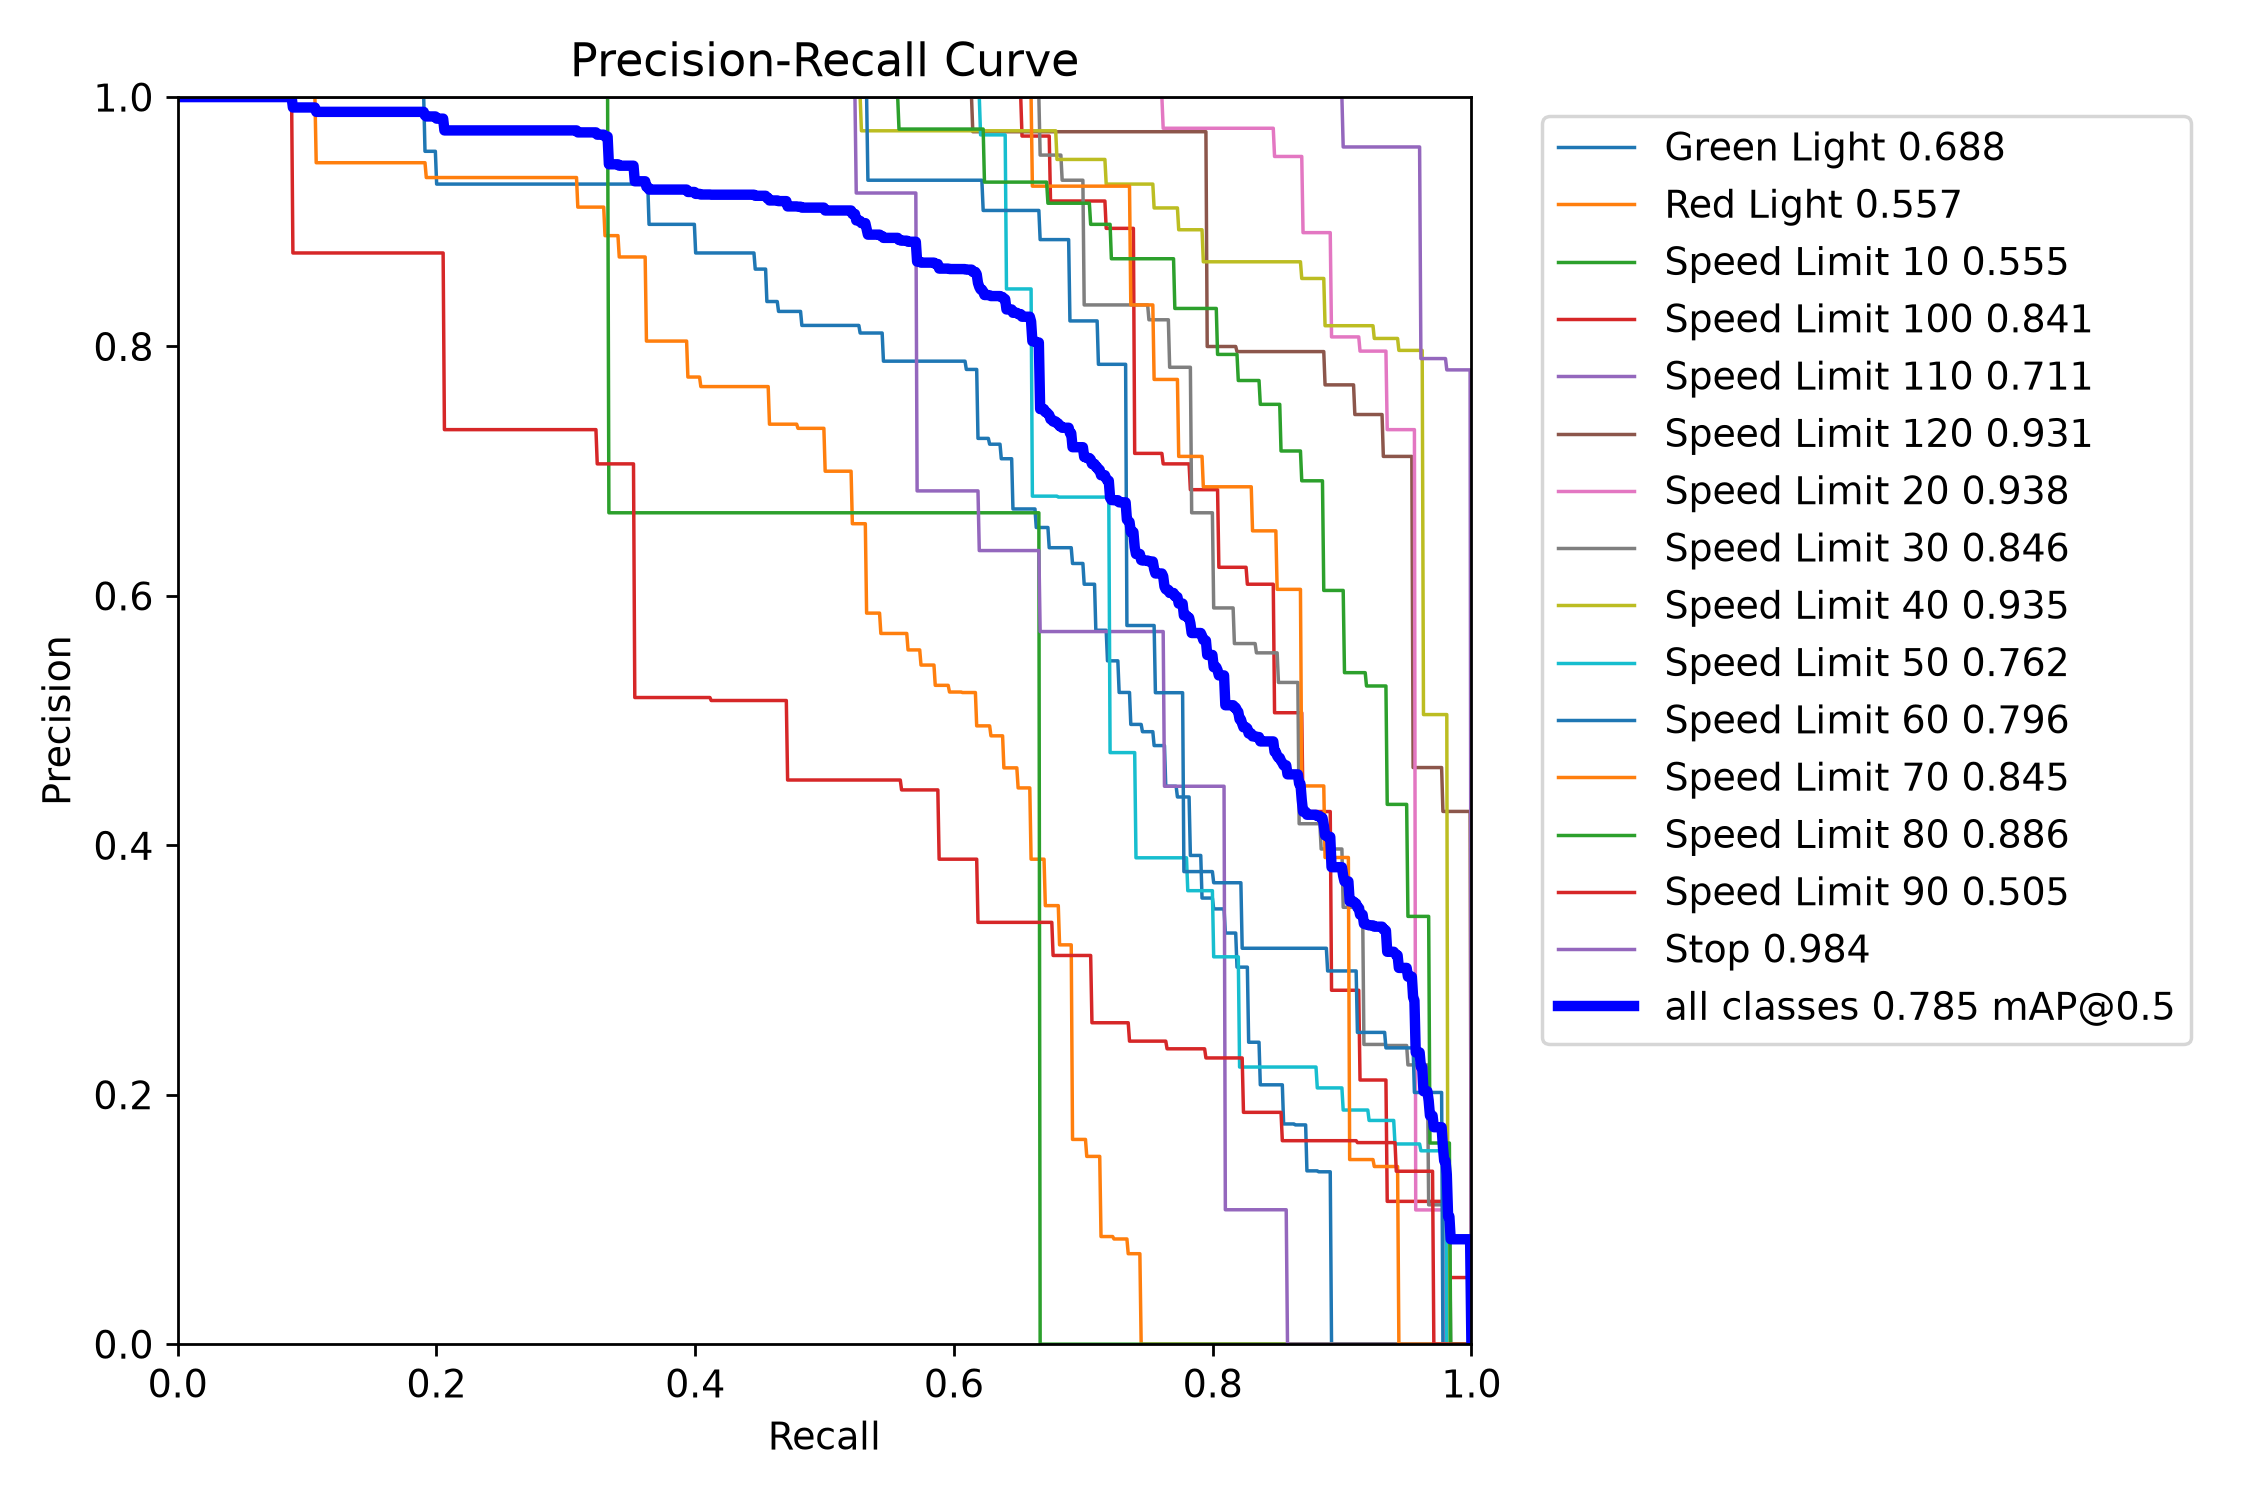 Precision-Recall Curve
1.0
0.8
0.6
0.4
0.2
0.0
Precision
0.0 0.2 0.4 0.6 0.8 1.0
Recall
Green Light 0.688
Red Light 0.557
Speed Limit 10 0.555
Speed Limit 100 0.841
Speed Limit 110 0.711
Speed Limit 120 0.931
Speed Limit 20 0.938
Speed Limit 30 0.846
Speed Limit 40 0.935
Speed Limit 50 0.762
Speed Limit 60 0.796
Speed Limit 70 0.845
Speed Limit 80 0.886
Speed Limit 90 0.505
Stop 0.984
all classes 0.785 mAP@0.5